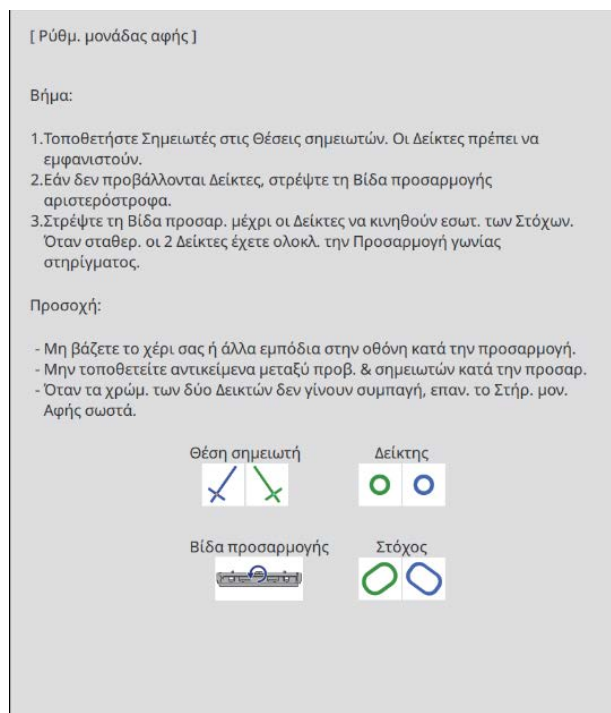 [ Ρύθμ. μονάδας αφής ]
Βήμα:
1.Τοποθετήστε Σημειωτές στις Θέσεις σημειωτών. Οι Δείκτες πρέπει να
εμφανιστούν.
2.Εάν δεν προβάλλονται Δείκτες, στρέψτε τη Βίδα προσαρμογής
αριστερόστροφα.
3.Στρέψτε τη Βίδα προσαρ. μέχρι οι Δείκτες να κινηθούν εσωτ. των Στόχων.
Όταν σταθερ. οι 2 Δείκτες έχετε ολοκλ. την Προσαρμογή γωνίας
στηρίγματος.
Προσοχή:
- Μη βάζετε το χέρι σας ή άλλα εμπόδια στην οθόνη κατά την προσαρμογή.
- Μην τοποθετείτε αντικείμενα μεταξύ προβ. & σημειωτών κατά την προσαρ.
- Όταν τα χρώμ. των δύο Δεικτών δεν γίνουν συμπαγή, επαν. το Στήρ. μον.
Αφής σωστά.
Θέση σημειωτή Δείκτης
Βίδα προσαρμογής Στόχος